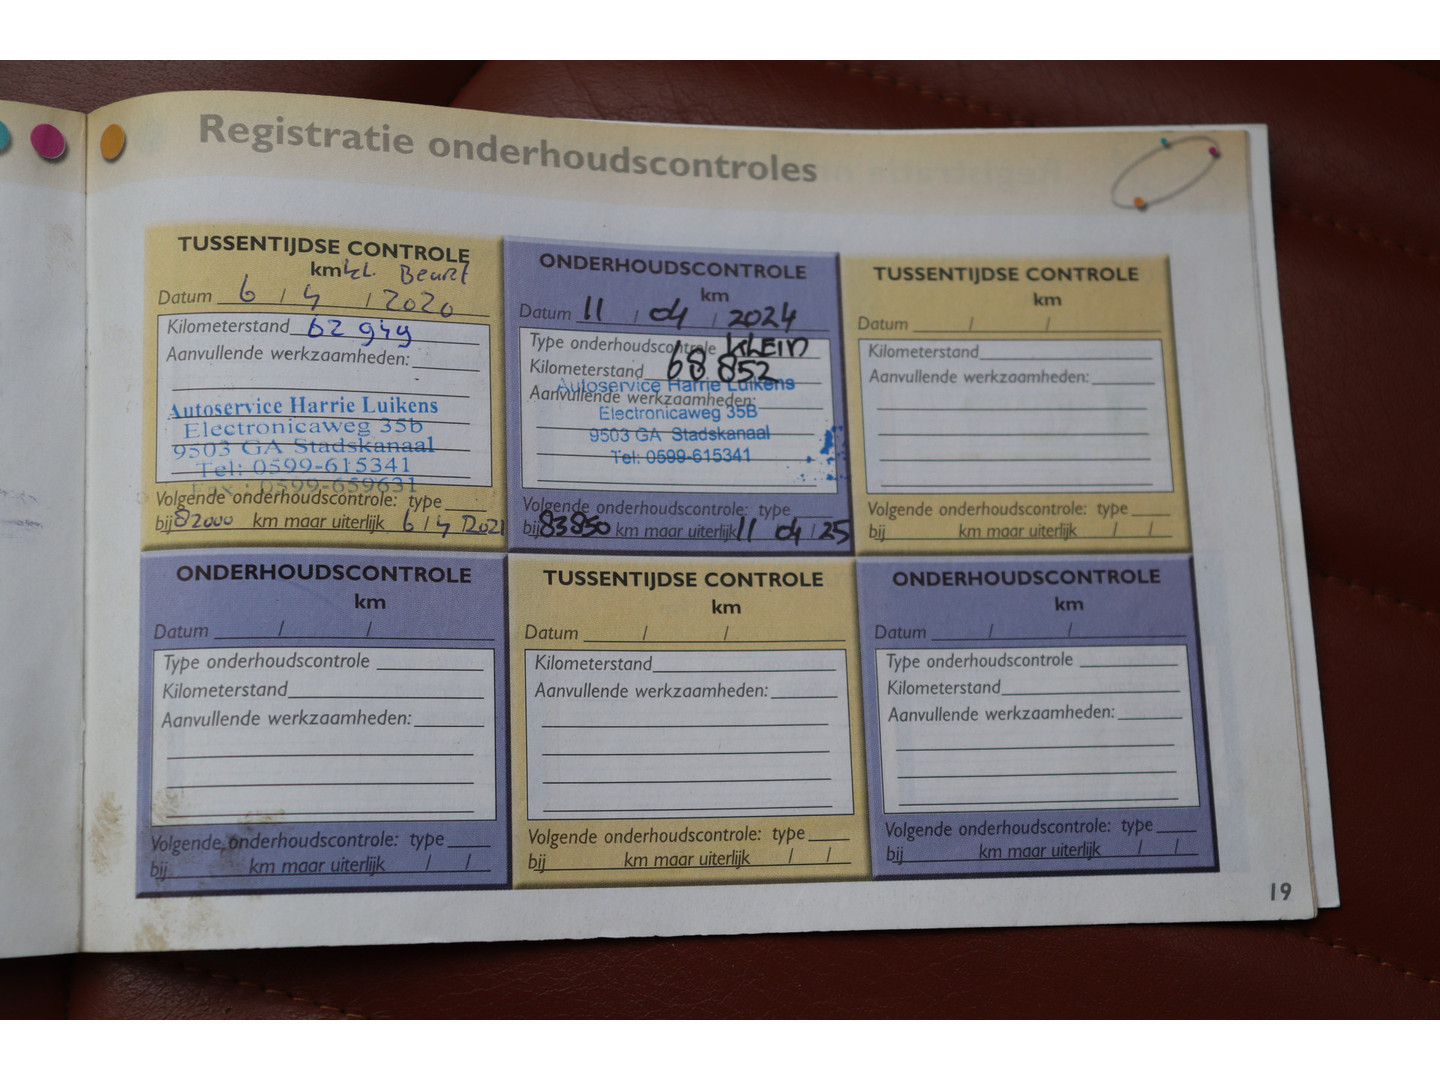 Registratie onderhoudscontroles
TUSSENTIJDSE CONTROLE
km kl. Beurt
Datum 6 / 4 / 2020
Kilometerstand 62 949
Aanvullende werkzaamheden:
Autoservice Harrie Luikens
Electronicaweg 35b
9503 GA Stadskanaal
Tel: 0599-615341
Fax: 0599-659631
Volgende onderhoudscontrole: type
bij 82000 km maar uiterlijk 6 / 4 / 2021
ONDERHOUDSCONTROLE
km
Datum 11 / 04 / 2024
Type onderhoudscontrole KLEIN
Kilometerstand 68 852
Autoservice Harrie Luikens
Aanvullende werkzaamheden:
Electronicaweg 35B
9503 GA Stadskanaal
Tel: 0599-615341
Volgende onderhoudscontrole: type
bij 83850 km maar uiterlijk 11 / 04 / 25
TUSSENTIJDSE CONTROLE
km
Datum / /
Kilometerstand
Aanvullende werkzaamheden:
Volgende onderhoudscontrole: type
bij km maar uiterlijk / /
ONDERHOUDSCONTROLE
km
Datum / /
Type onderhoudscontrole
Kilometerstand
Aanvullende werkzaamheden:
Volgende onderhoudscontrole: type
bij km maar uiterlijk / /
TUSSENTIJDSE CONTROLE
km
Datum / /
Kilometerstand
Aanvullende werkzaamheden:
Volgende onderhoudscontrole: type
bij km maar uiterlijk / /
ONDERHOUDSCONTROLE
km
Datum / /
Type onderhoudscontrole
Kilometerstand
Aanvullende werkzaamheden:
Volgende onderhoudscontrole: type
bij km maar uiterlijk / /
19